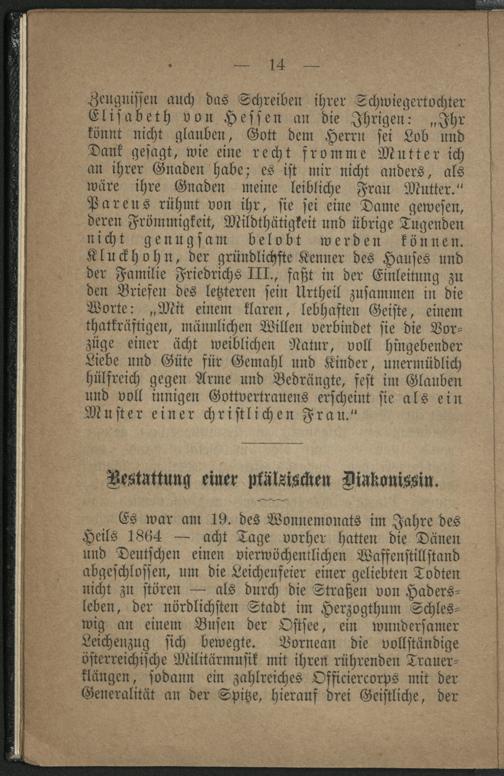 — 14 —
Zeugnissen auch das Schreiben ihrer Schwiegertochter
Elisabeth von Hessen an die Ihrigen: „Ihr
könnt nicht glauben, Gott dem Herrn sei Lob und
Dank gesagt, wie eine recht fromme Mutter ich
an ihrer Gnaden habe; es ist mir nicht anders, als
wäre ihre Gnaden meine leibliche Frau Mutter.“
Pareus rühmt von ihr, sie sei eine Dame gewesen,
deren Frömmigkeit, Mildthätigkeit und übrige Tugenden
nicht genugsam belobt werden können.
Kluckhohn, der gründlichste Kenner des Hauses und
der Familie Friedrichs III., faßt in der Einleitung zu
den Briefen des letzteren sein Urtheil zusammen in die
Worte: „Mit einem klaren, lebhaften Geiste, einem
thatkräftigen, männlichen Willen verbindet sie die Vor-
züge einer ächt weiblichen Natur, voll hingebender
Liebe und Güte für Gemahl und Kinder, unermüdlich
hülfreich gegen Arme und Bedrängte, fest im Glauben
und voll innigen Gottvertrauens erscheint sie als ein
Muster einer christlichen Frau.“
Bestattung einer pfälzischen Diakonissin.
Es war am 19. des Wonnemonats im Jahre des
Heils 1864 — acht Tage vorher hatten die Dänen
und Deutschen einen vierwöchentlichen Waffenstillstand
abgeschlossen, um die Leichenfeier einer geliebten Todten
nicht zu stören — als durch die Straßen von Haders-
leben, der nördlichsten Stadt im Herzogthum Schles-
wig an einem Busen der Ostsee, ein wundersamer
Leichenzug sich bewegte. Vornean die vollständige
österreichische Militärmusik mit ihren rührenden Trauer-
klängen, sodann ein zahlreiches Officiercorps mit der
Generalität an der Spitze, hierauf drei Geistliche, der